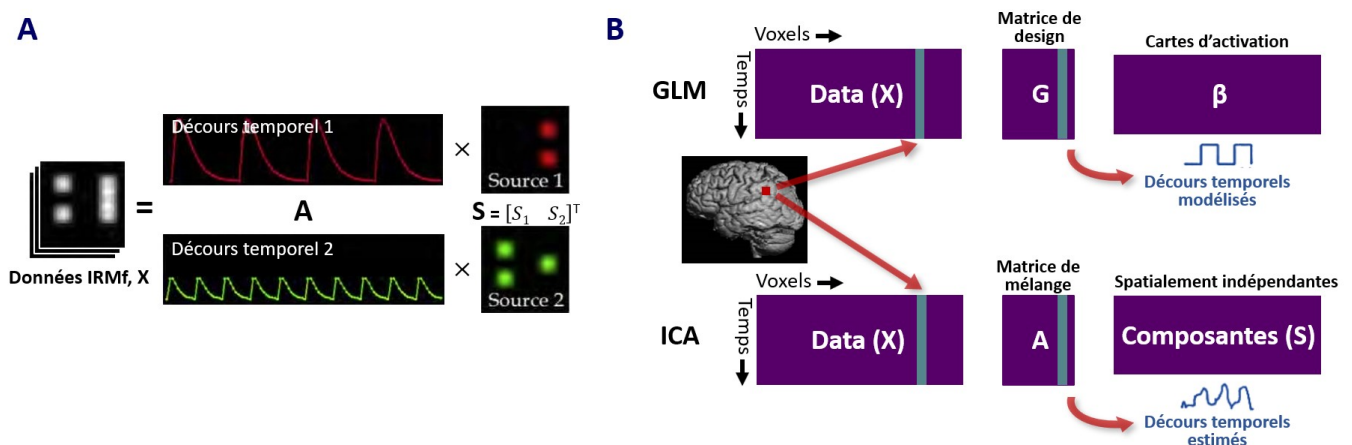 A
Décours temporel 1
×
Source 1
=
A
S = [S₁ S₂]ᵀ
Données IRMf, X
Décours temporel 2
×
Source 2
B
GLM
Voxels
Temps
Data (X)
Matrice de
design
G
Cartes d'activation
β
Décours temporels
modélisés
ICA
Voxels
Temps
Data (X)
Matrice de
mélange
A
Spatialement indépendantes
Composantes (S)
Décours temporels
estimés